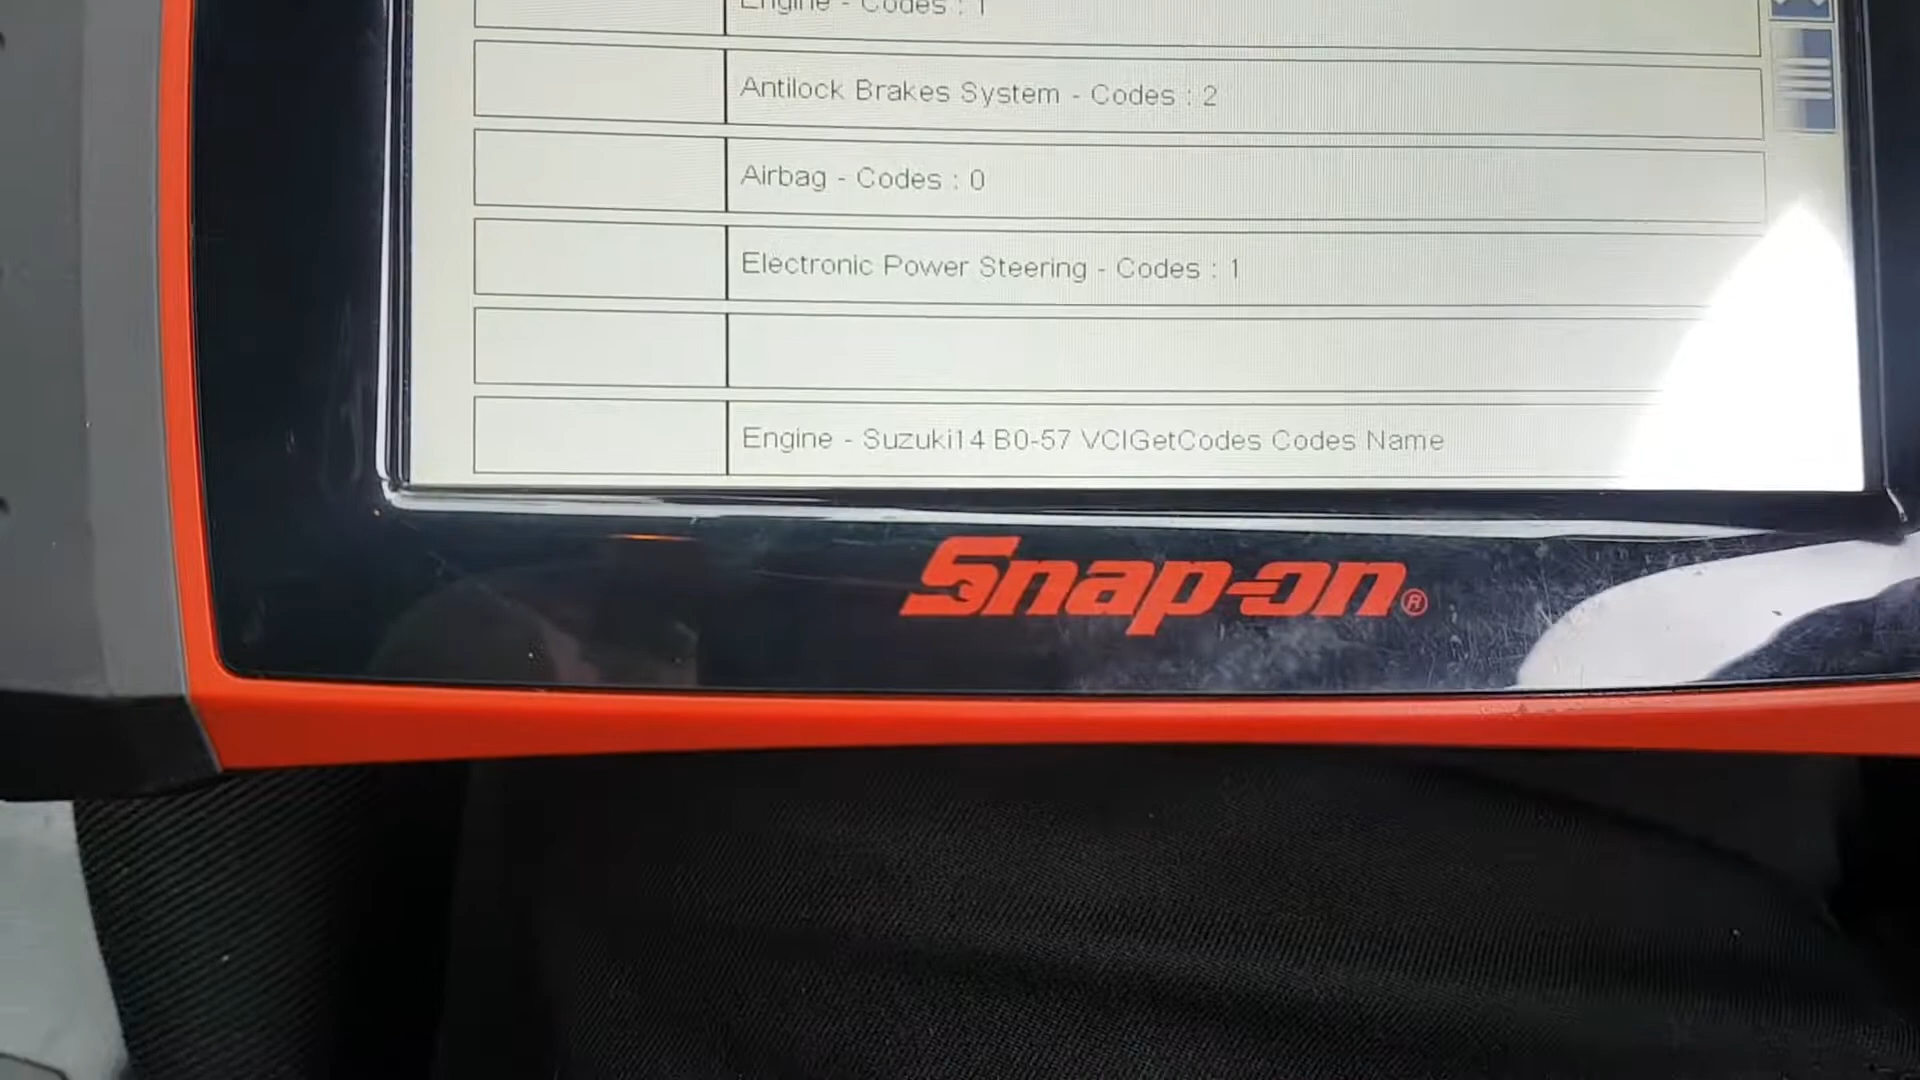 Engine - Codes : 1
Antilock Brakes System - Codes : 2
Airbag - Codes : 0
Electronic Power Steering - Codes : 1
Engine - Suzuki14 B0-57 VCIGetCodes Codes Name
Snap-on®